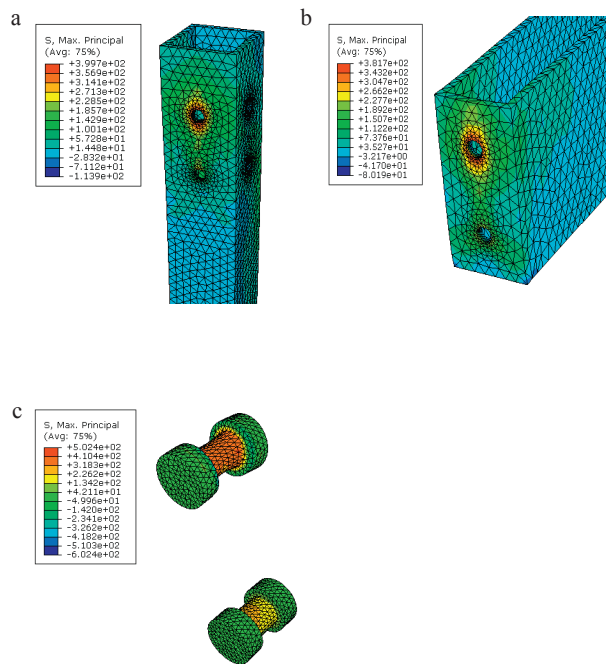 a
S, Max. Principal
(Avg: 75%)
+3.997e+02
+3.569e+02
+3.141e+02
+2.713e+02
+2.285e+02
+1.857e+02
+1.429e+02
+1.001e+02
+5.728e+01
+1.448e+01
-2.832e+01
-7.112e+01
-1.139e+02
b
S, Max. Principal
(Avg: 75%)
+3.817e+02
+3.432e+02
+3.047e+02
+2.662e+02
+2.277e+02
+1.892e+02
+1.507e+02
+1.122e+02
+7.376e+01
+3.527e+01
-3.217e+00
-4.170e+01
-8.019e+01
c
S, Max. Principal
(Avg: 75%)
+5.024e+02
+4.104e+02
+3.183e+02
+2.262e+02
+1.342e+02
+4.211e+01
-4.996e+01
-1.420e+02
-2.341e+02
-3.262e+02
-4.182e+02
-5.103e+02
-6.024e+02